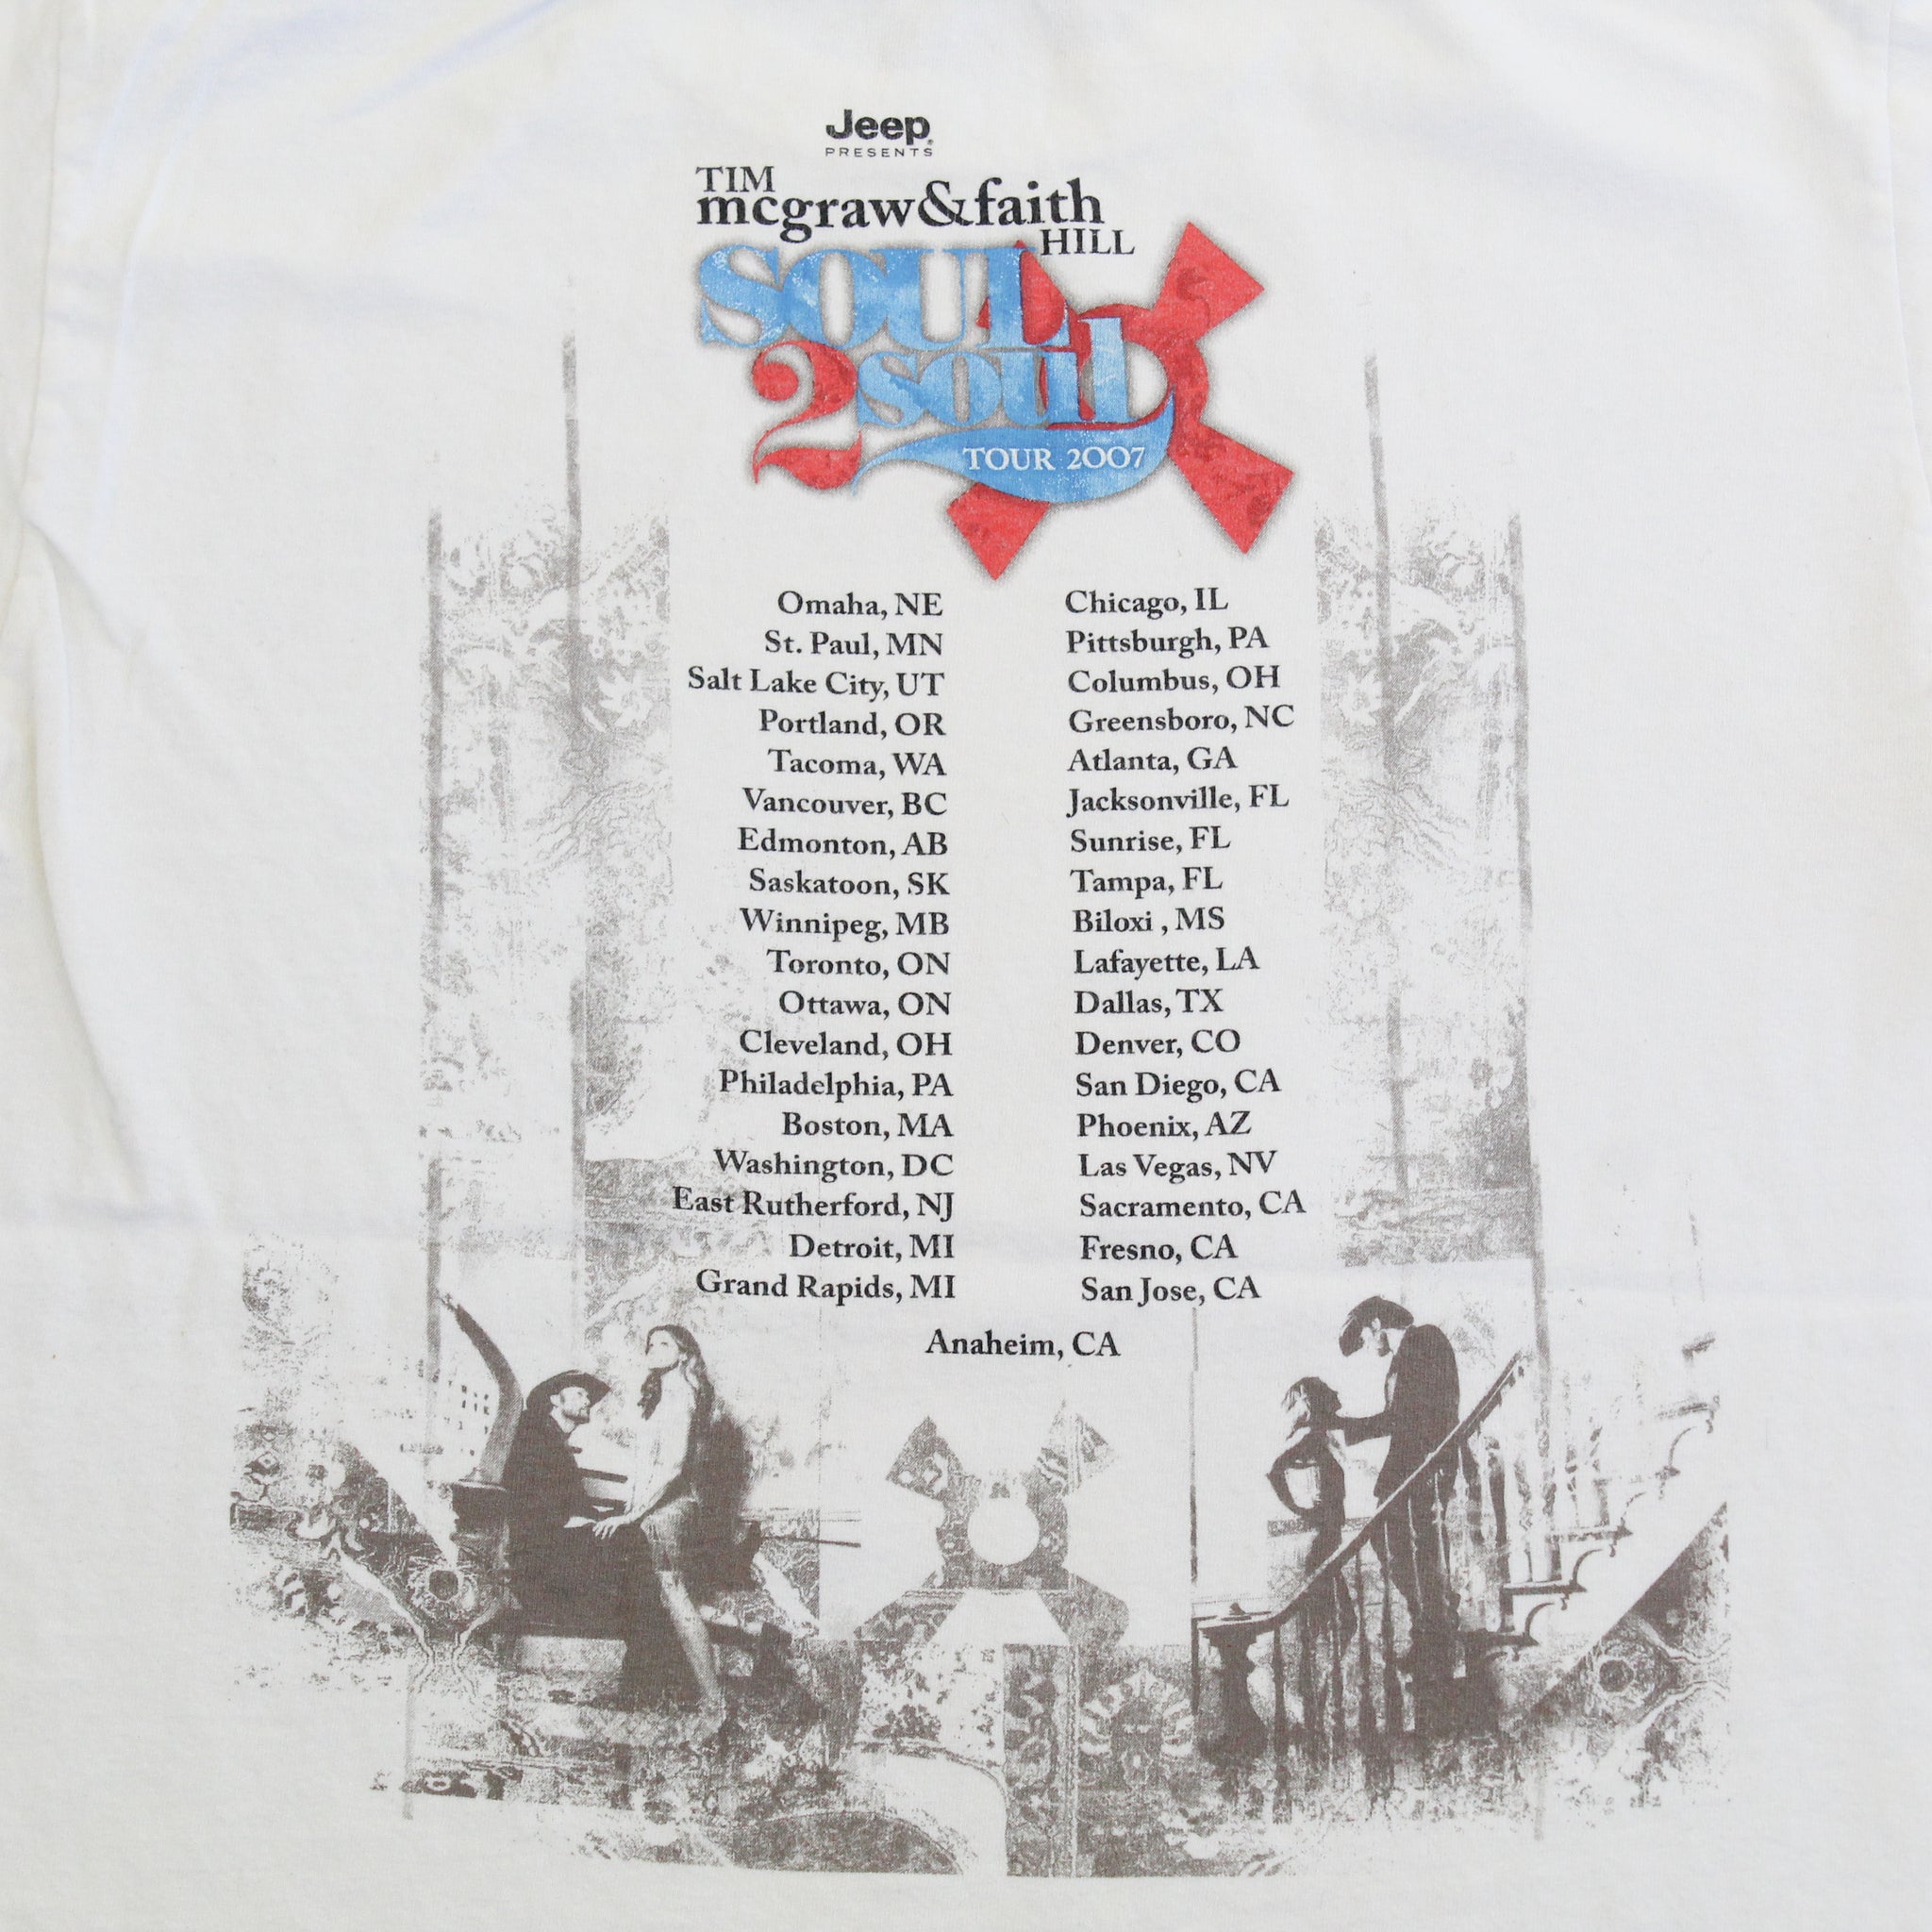 Jeep
PRESENTS
TIM
mcgraw&faith
HILL
SOUL
2 SOUL
TOUR 2007
Omaha, NE
St. Paul, MN
Salt Lake City, UT
Portland, OR
Tacoma, WA
Vancouver, BC
Edmonton, AB
Saskatoon, SK
Winnipeg, MB
Toronto, ON
Ottawa, ON
Cleveland, OH
Philadelphia, PA
Boston, MA
Washington, DC
East Rutherford, NJ
Detroit, MI
Grand Rapids, MI
Chicago, IL
Pittsburgh, PA
Columbus, OH
Greensboro, NC
Atlanta, GA
Jacksonville, FL
Sunrise, FL
Tampa, FL
Biloxi , MS
Lafayette, LA
Dallas, TX
Denver, CO
San Diego, CA
Phoenix, AZ
Las Vegas, NV
Sacramento, CA
Fresno, CA
San Jose, CA
Anaheim, CA